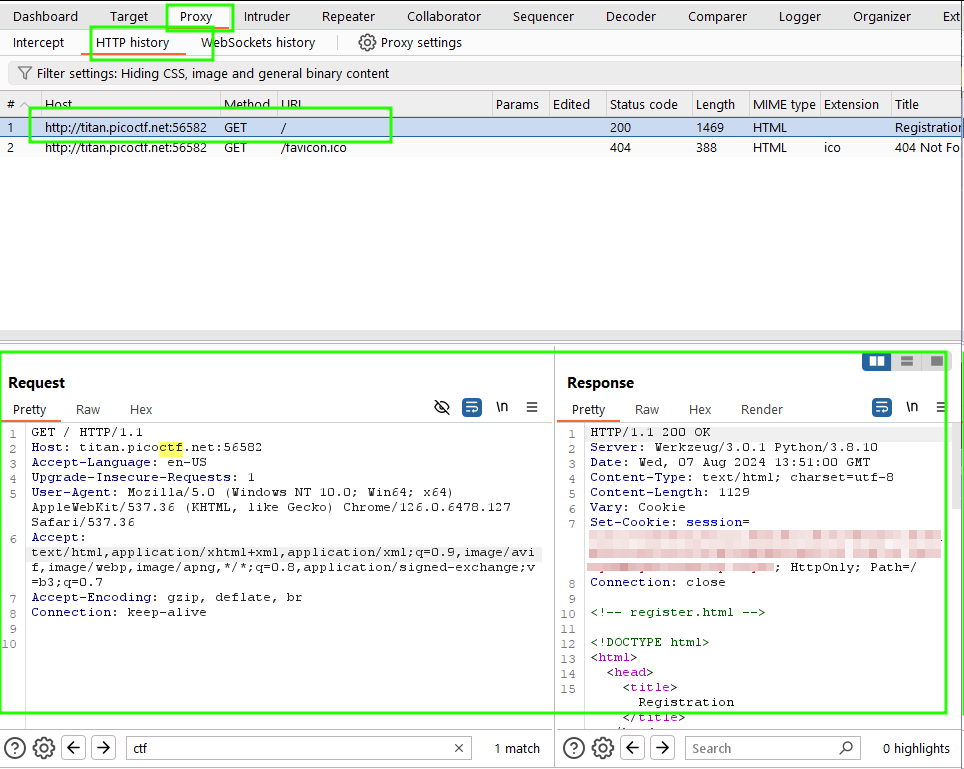 Dashboard Target Proxy Intruder Repeater Collaborator Sequencer Decoder Comparer Logger Organizer Ext
Intercept HTTP history WebSockets history Proxy settings
Filter settings: Hiding CSS, image and general binary content
# Host Method URL Params Edited Status code Length MIME type Extension Title
1 http://titan.picoctf.net:56582 GET / 200 1469 HTML Registration
2 http://titan.picoctf.net:56582 GET /favicon.ico 404 388 HTML ico 404 Not Fo
Request
Pretty Raw Hex \n
1 GET / HTTP/1.1
2 Host: titan.picoctf.net:56582
3 Accept-Language: en-US
4 Upgrade-Insecure-Requests: 1
5 User-Agent: Mozilla/5.0 (Windows NT 10.0; Win64; x64)
AppleWebKit/537.36 (KHTML, like Gecko) Chrome/126.0.6478.127
Safari/537.36
6 Accept:
text/html,application/xhtml+xml,application/xml;q=0.9,image/avi
f,image/webp,image/apng,*/*;q=0.8,application/signed-exchange;v
=b3;q=0.7
7 Accept-Encoding: gzip, deflate, br
8 Connection: keep-alive
9
10
ctf 1 match
Response
Pretty Raw Hex Render \n
1 HTTP/1.1 200 OK
2 Server: Werkzeug/3.0.1 Python/3.8.10
3 Date: Wed, 07 Aug 2024 13:51:00 GMT
4 Content-Type: text/html; charset=utf-8
5 Content-Length: 1129
6 Vary: Cookie
7 Set-Cookie: session=
; HttpOnly; Path=/
8 Connection: close
9
10 <!-- register.html -->
11
12 <!DOCTYPE html>
13 <html>
14 <head>
15 <title>
Registration
</title>
Search 0 highlights